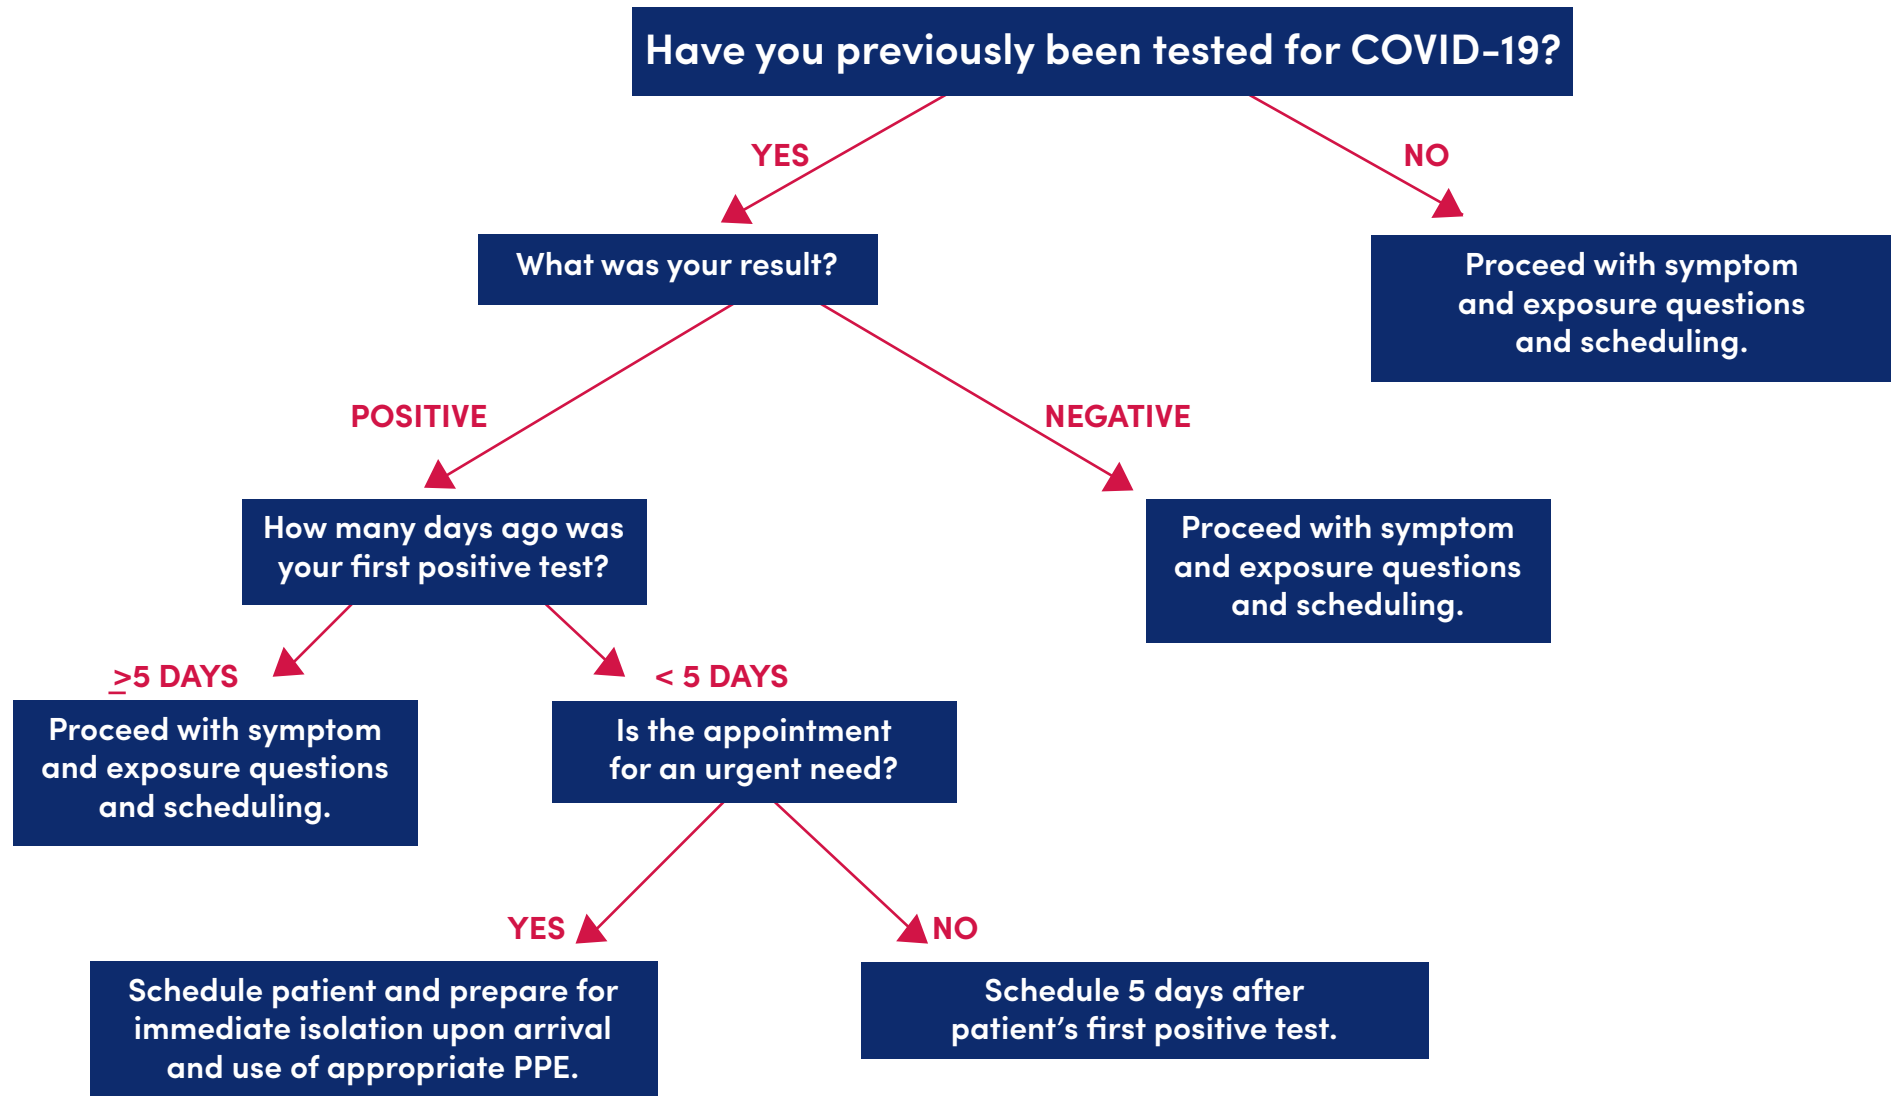 Have you previously been tested for COVID-19?
YES
NO
What was your result?
Proceed with symptom
and exposure questions
and scheduling.
POSITIVE
NEGATIVE
How many days ago was
your first positive test?
Proceed with symptom
and exposure questions
and scheduling.
>5 DAYS
< 5 DAYS
Proceed with symptom
and exposure questions
and scheduling.
Is the appointment
for an urgent need?
YES
NO
Schedule patient and prepare for
immediate isolation upon arrival
and use of appropriate PPE.
Schedule 5 days after
patient’s first positive test.